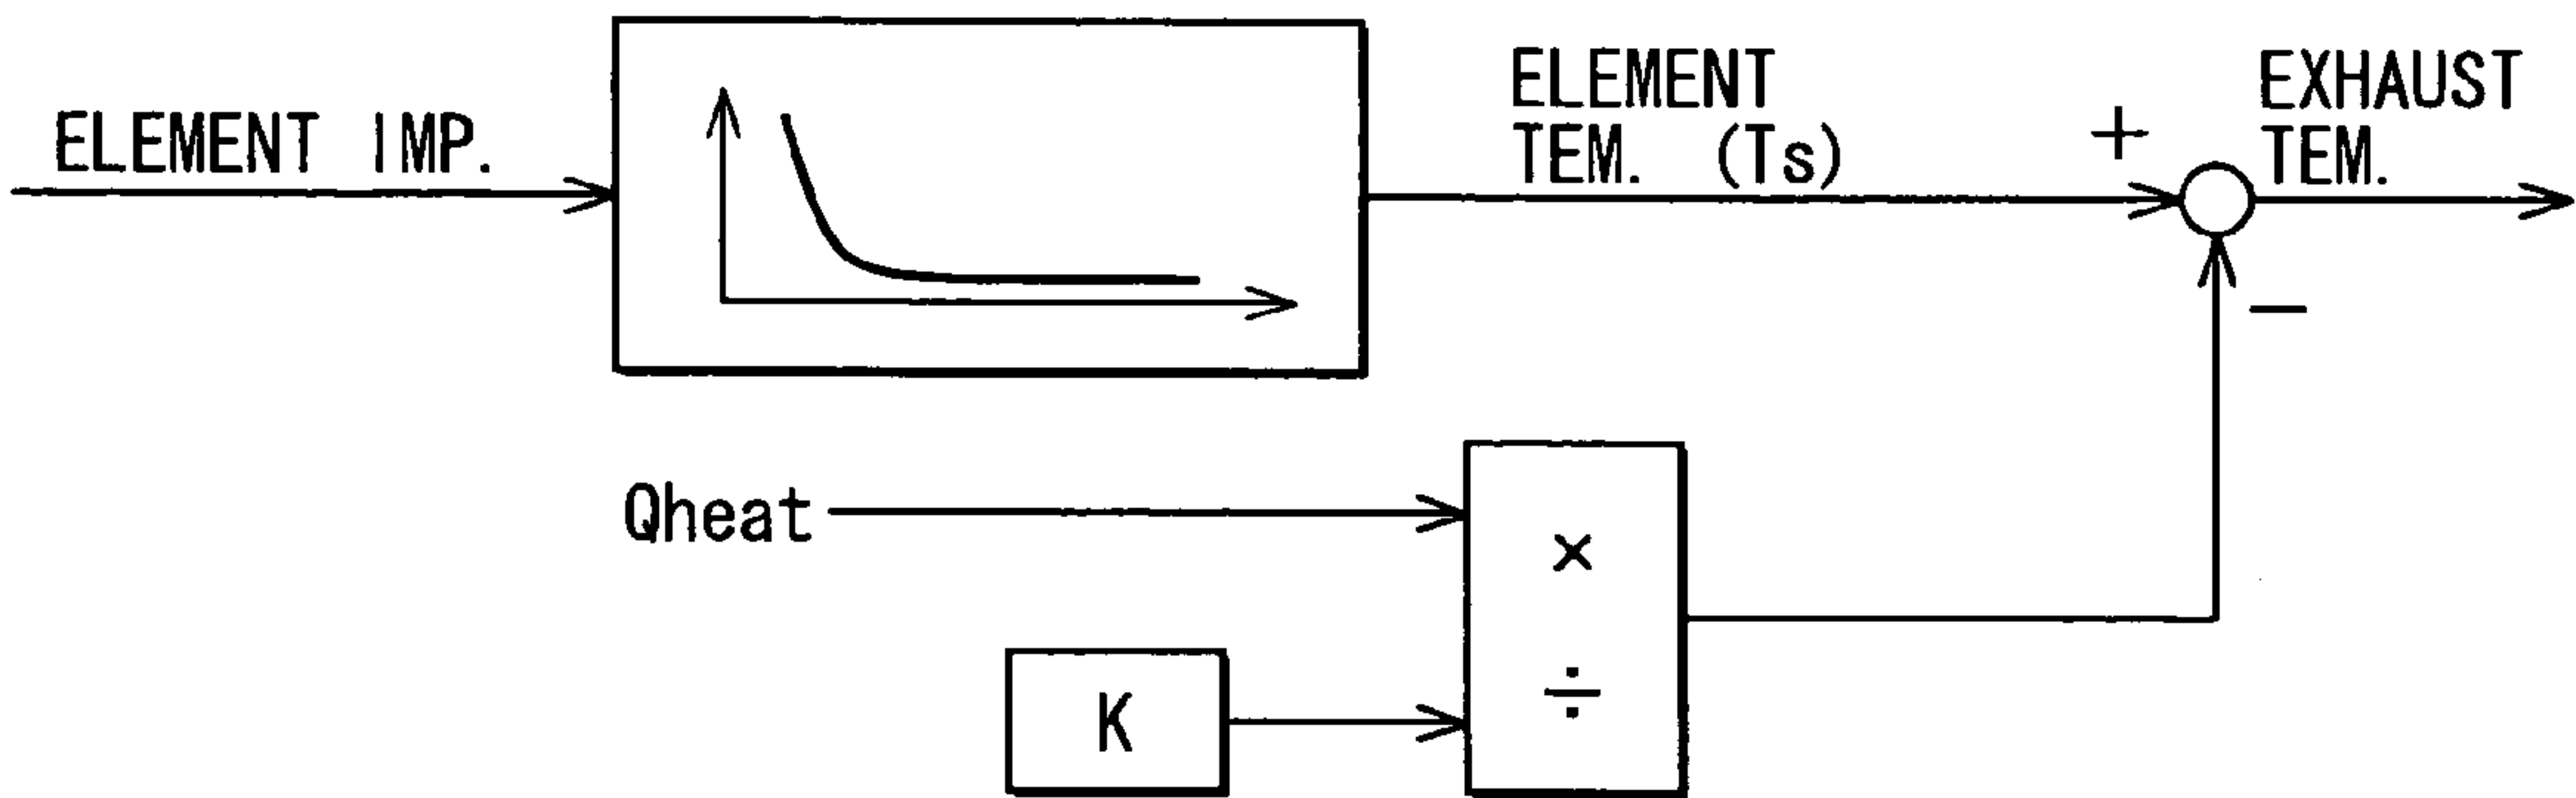 ELEMENT IMP.
ELEMENT
TEM. (Ts)
+
EXHAUST
TEM.
−
Qheat
×
÷
K